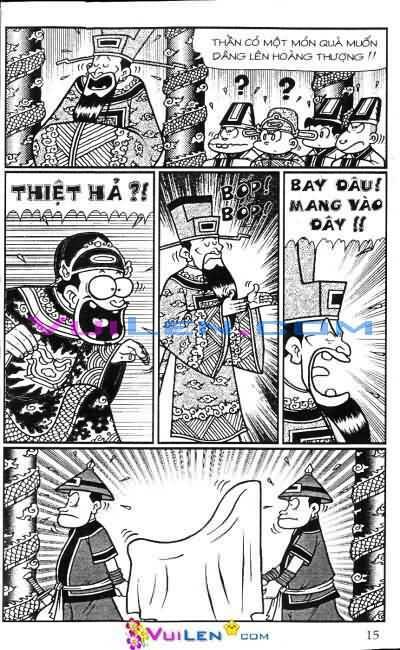 THẦN CÓ MỘT MÓN QUÀ MUỐN
DÂNG LÊN HOÀNG THƯỢNG !!
? ?
THIỆT HẢ ?!
BỐP!
BỐP!
BAY ĐÂU!
MANG VÀO
ĐÂY !!
VUILEN.COM
15
VUILEN.COM